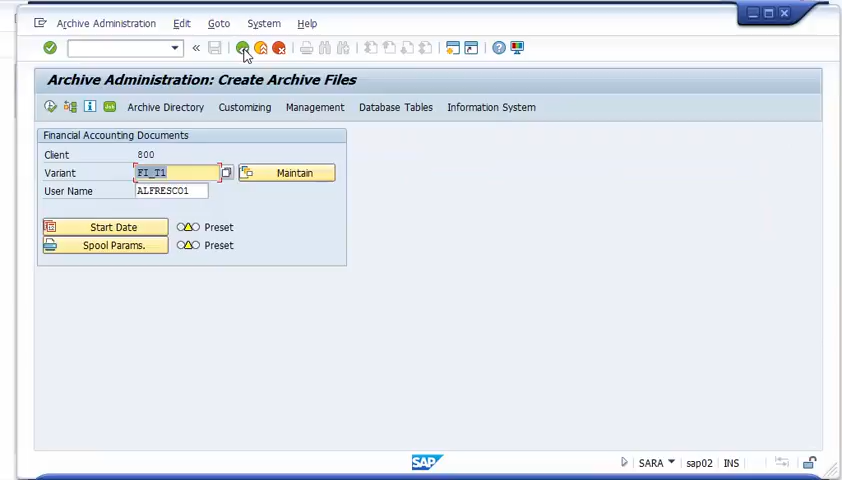 Archive Administration Edit Goto System Help
«
Archive Administration: Create Archive Files
Archive Directory Customizing Management Database Tables Information System
Financial Accounting Documents
Client 800
Variant FI_T1 Maintain
User Name ALFRESCO1
Start Date Preset
Spool Params. Preset
SAP SARA sap02 INS